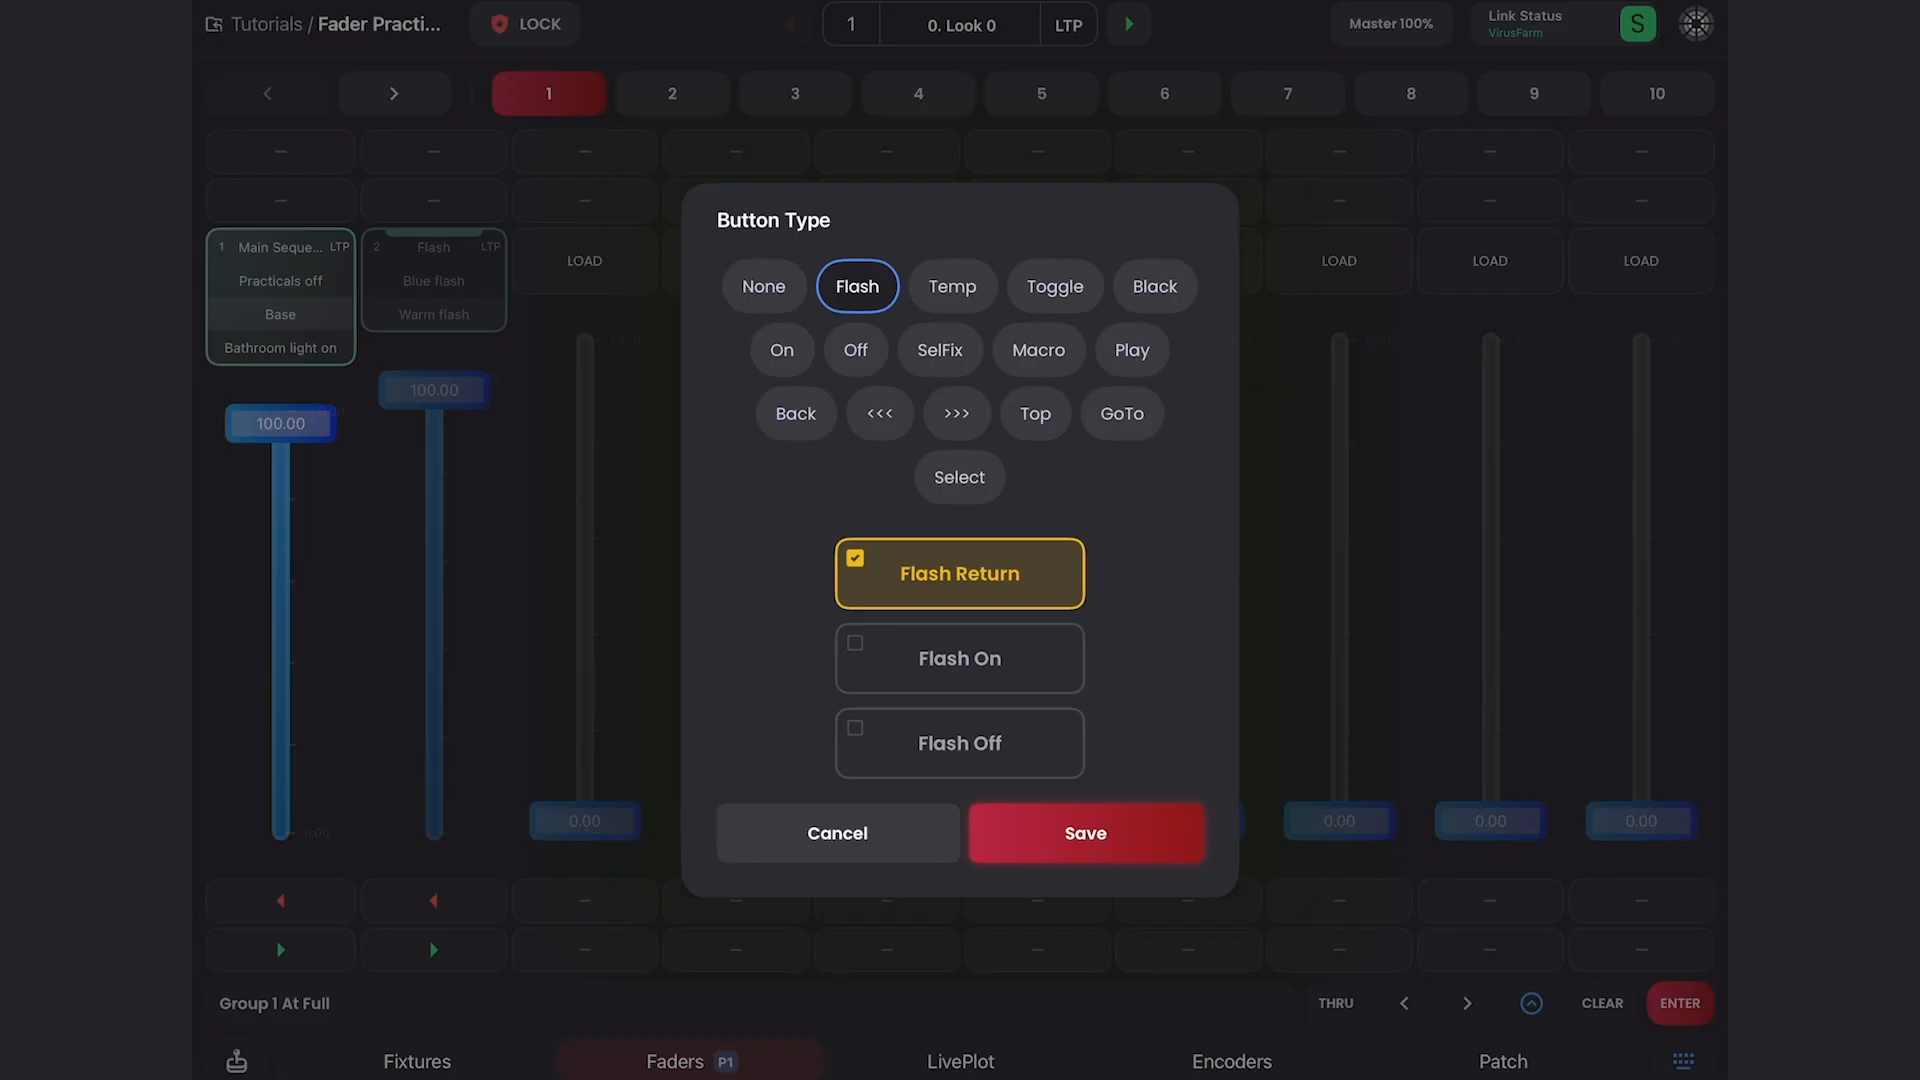 Tutorials / Fader Practi...
LOCK
1
0. Look 0
LTP
Master 100%
Link Status
VirusFarm
S
1
2
3
4
5
6
7
8
9
10
1 Main Seque... LTP
Practicals off
Base
Bathroom light on
2 Flash LTP
Blue flash
Warm flash
LOAD
LOAD
LOAD
LOAD
Button Type
None
Flash
Temp
Toggle
Black
On
Off
SelFix
Macro
Play
Back
<<<
>>>
Top
GoTo
Select
Flash Return
Flash On
Flash Off
Cancel
Save
100.00
100.00
0.00
0.00
0.00
0.00
0.00
Group 1 At Full
THRU
CLEAR
ENTER
Fixtures
Faders P1
LivePlot
Encoders
Patch